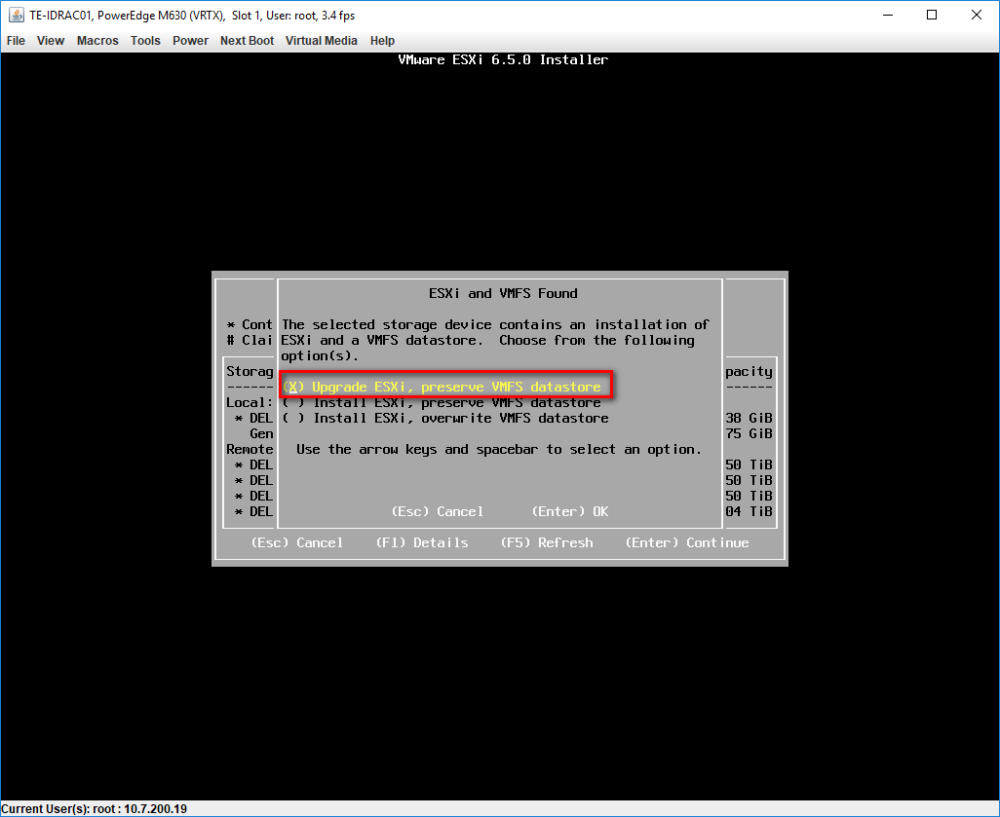 TE-IDRAC01, PowerEdge M630 (VRTX), Slot 1, User: root, 3.4 fps
File View Macros Tools Power Next Boot Virtual Media Help
VMware ESXi 6.5.0 Installer
ESXi and VMFS Found
* Cont
# Clai
The selected storage device contains an installation of
ESXi and a VMFS datastore. Choose from the following
option(s).
Storag pacity
------ ------
(X) Upgrade ESXi, preserve VMFS datastore
Local: ( ) Install ESXi, preserve VMFS datastore
* DEL ( ) Install ESXi, overwrite VMFS datastore 38 GiB
Gen 75 GiB
Remote Use the arrow keys and spacebar to select an option.
* DEL 50 TiB
* DEL 50 TiB
* DEL 50 TiB
* DEL (Esc) Cancel (Enter) OK 04 TiB
(Esc) Cancel (F1) Details (F5) Refresh (Enter) Continue
Current User(s): root : 10.7.200.19